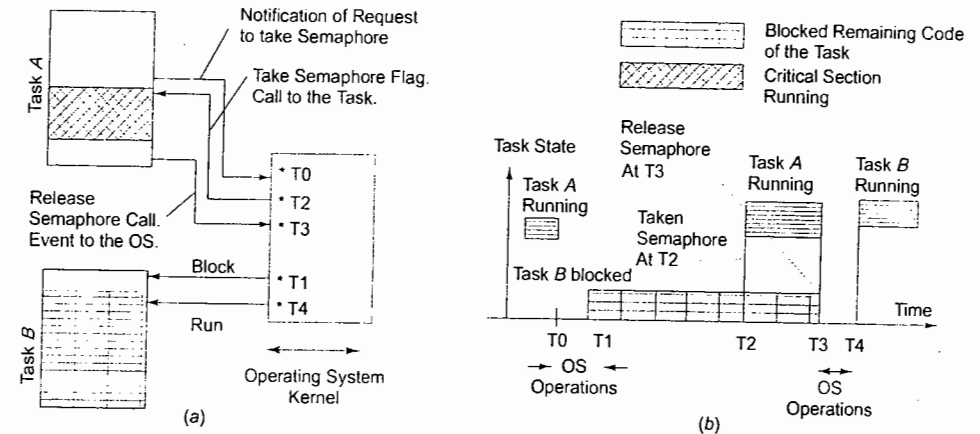 Notification of Request
to take Semaphore
Take Semaphore Flag.
Call to the Task.
Task A
* T0
* T2
* T3
* T1
* T4
Release
Semaphore Call.
Event to the OS.
Block
Run
Task B
Operating System
Kernel
(a)
Blocked Remaining Code
of the Task
Critical Section
Running
Task State
Release
Semaphore
At T3
Task A
Running
Task A
Running
Task B
Running
Taken
Semaphore
At T2
Task B blocked
Time
T0
T1
T2
T3
T4
OS
Operations
OS
Operations
(b)